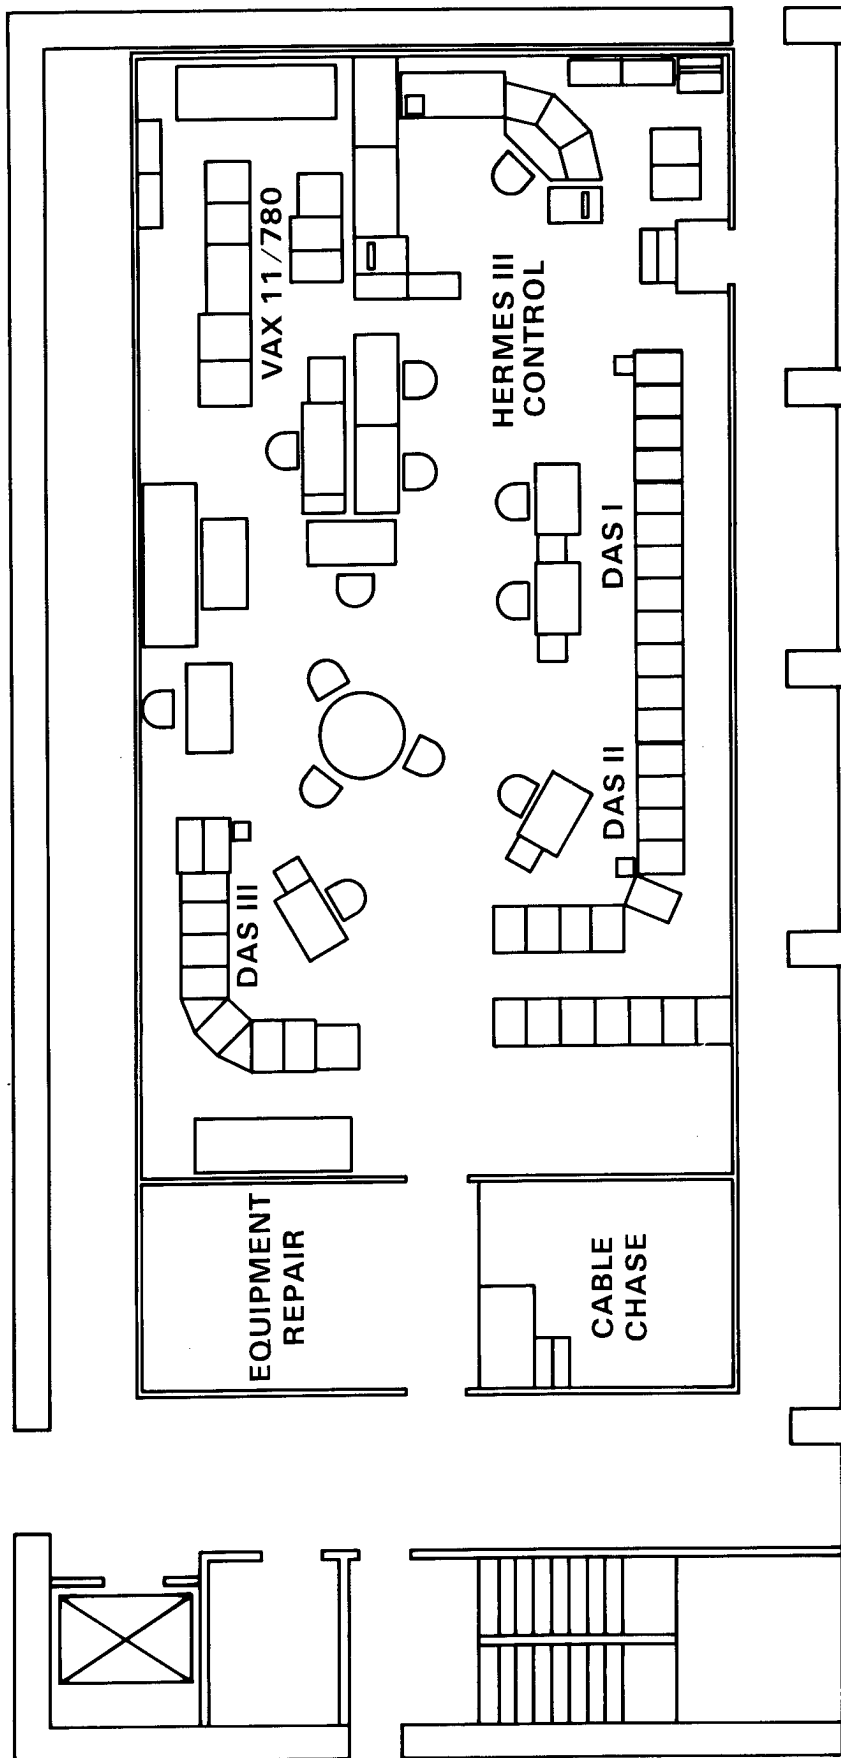 VAX 11/780
HERMES III
CONTROL
DAS I
DAS II
DAS III
EQUIPMENT
REPAIR
CABLE
CHASE